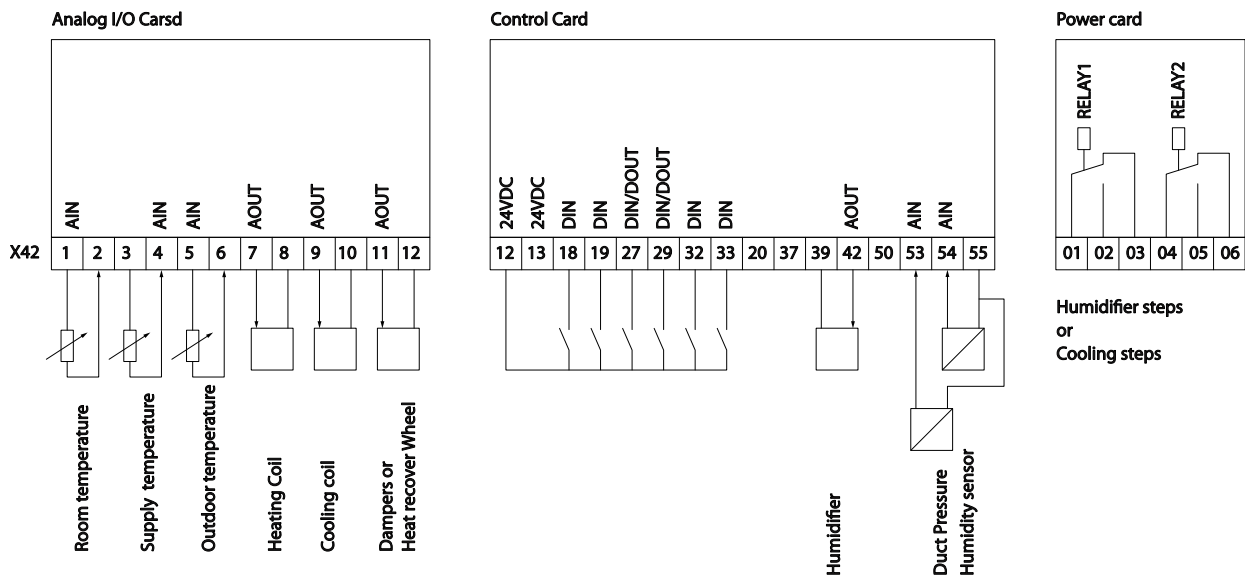 Analog I/O Carsd
Control Card
Power card
RELAY1
RELAY2
AIN
AIN
AIN
AOUT
AOUT
AOUT
24VDC
24VDC
DIN
DIN
DIN/DOUT
DIN/DOUT
DIN
DIN
AOUT
AIN
AIN
X42
1 2 3 4 5 6 7 8 9 10 11 12
12 13 18 19 27 29 32 33 20 37 39 42 50 53 54 55
01 02 03 04 05 06
Humidifier steps
or
Cooling steps
Room temperature
Supply temperature
Outdoor temperature
Heating Coil
Cooling coil
Dampers or
Heat recover Wheel
Humidifier
Duct Pressure
Humidity sensor